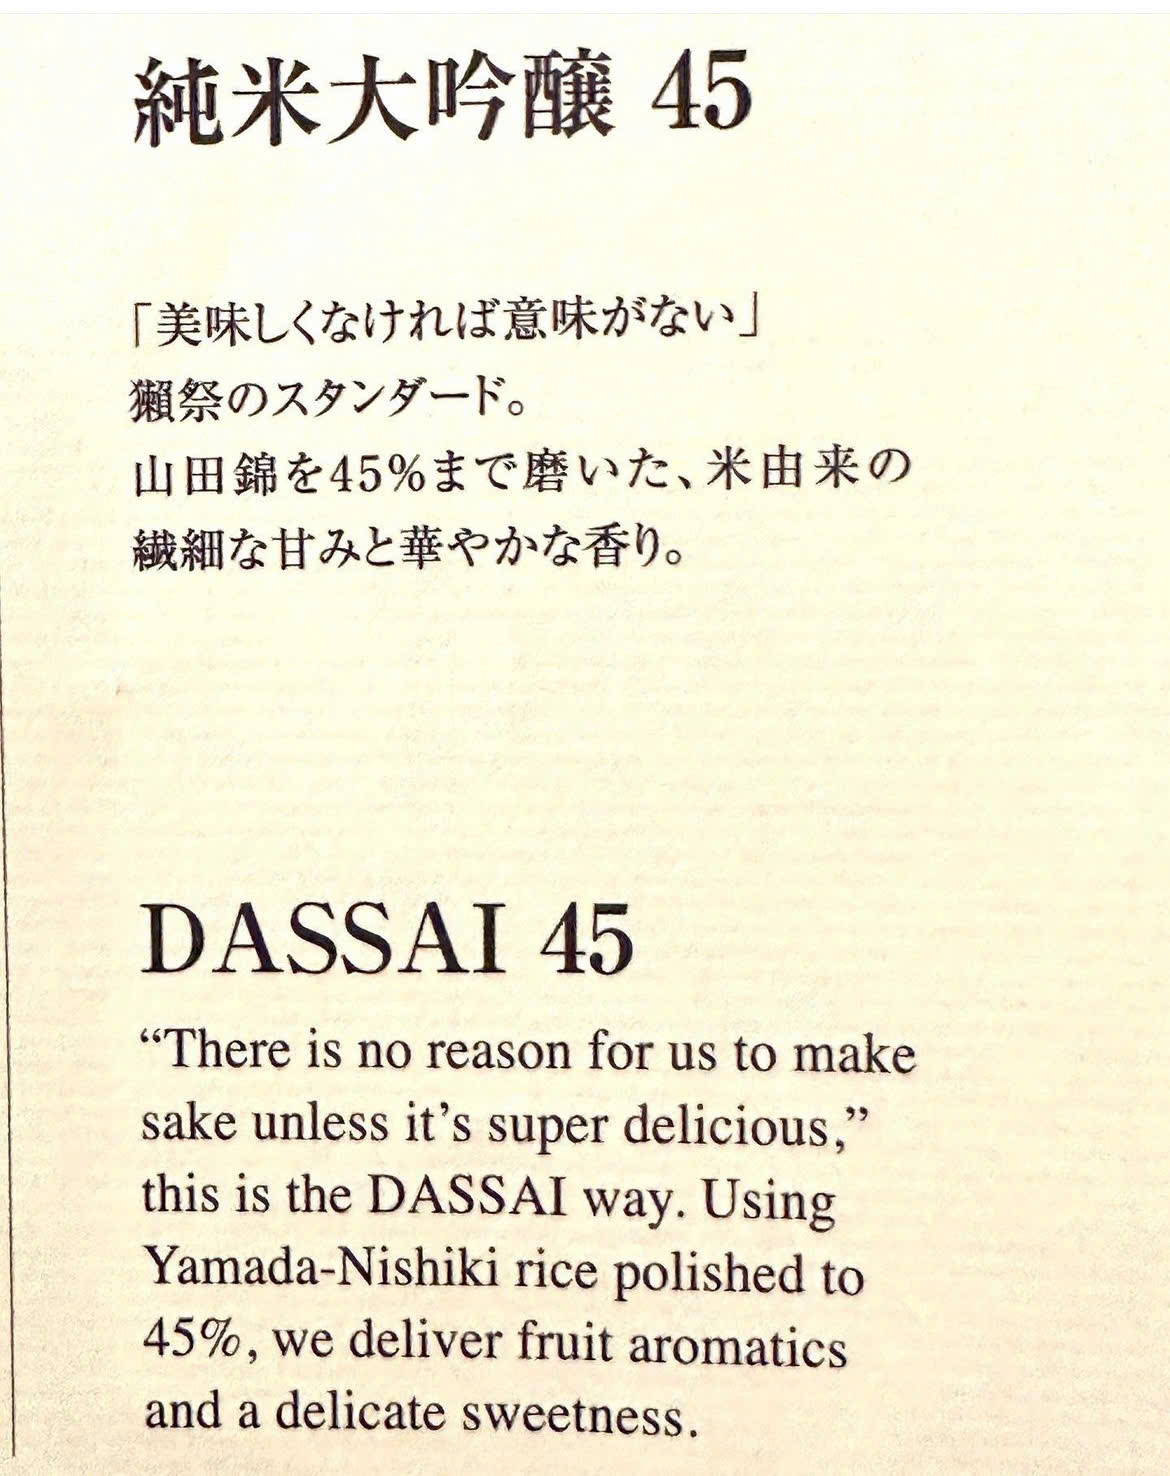 純米大吟醸 45
「美味しくなければ意味がない」
獺祭のスタンダード。
山田錦を45%まで磨いた、米由来の
繊細な甘みと華やかな香り。
DASSAI 45
“There is no reason for us to make
sake unless it’s super delicious,”
this is the DASSAI way. Using
Yamada-Nishiki rice polished to
45%, we deliver fruit aromatics
and a delicate sweetness.